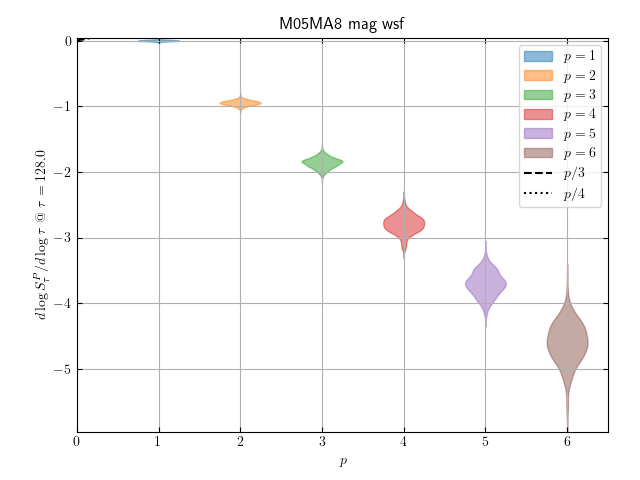 M05MA8 mag wsf
0
−1
−2
−3
−4
−5
d log S_τ^P / d log τ @ τ = 128.0
0 1 2 3 4 5 6
p
p = 1
p = 2
p = 3
p = 4
p = 5
p = 6
p/3
p/4